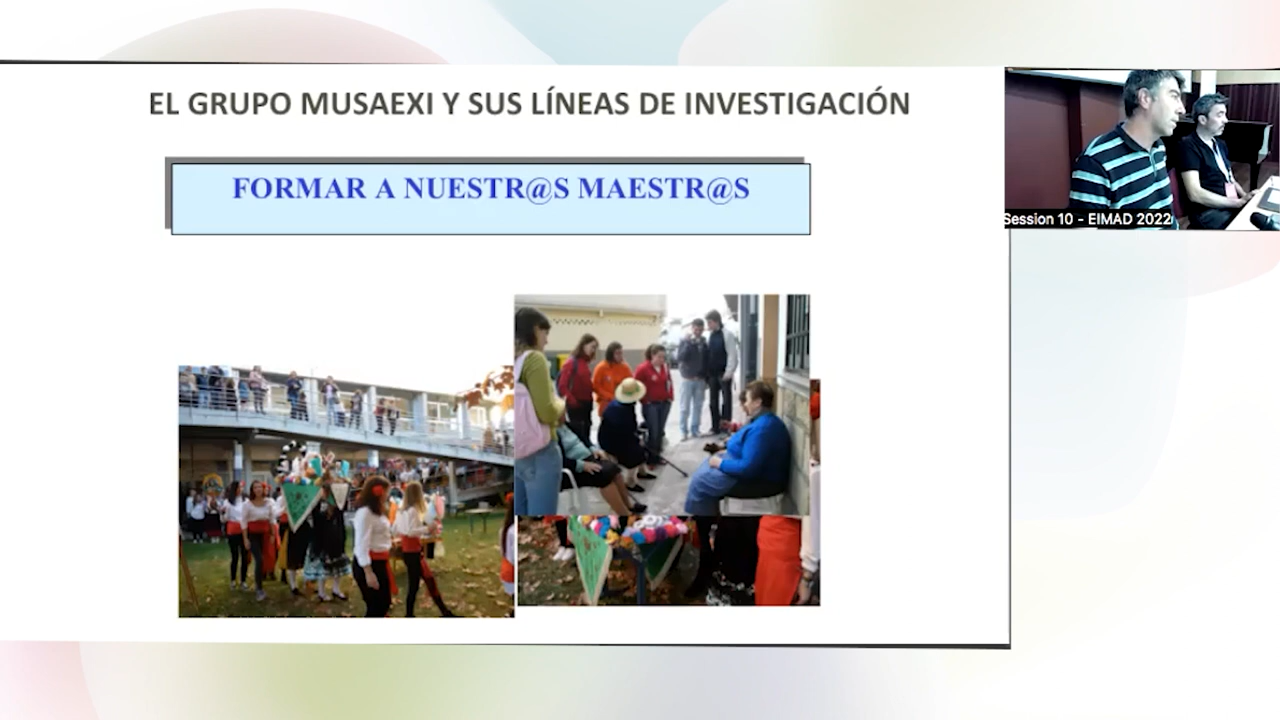 EL GRUPO MUSAEXI Y SUS LÍNEAS DE INVESTIGACIÓN
FORMAR A NUESTR@S MAESTR@S
Session 10 - EIMAD 2022